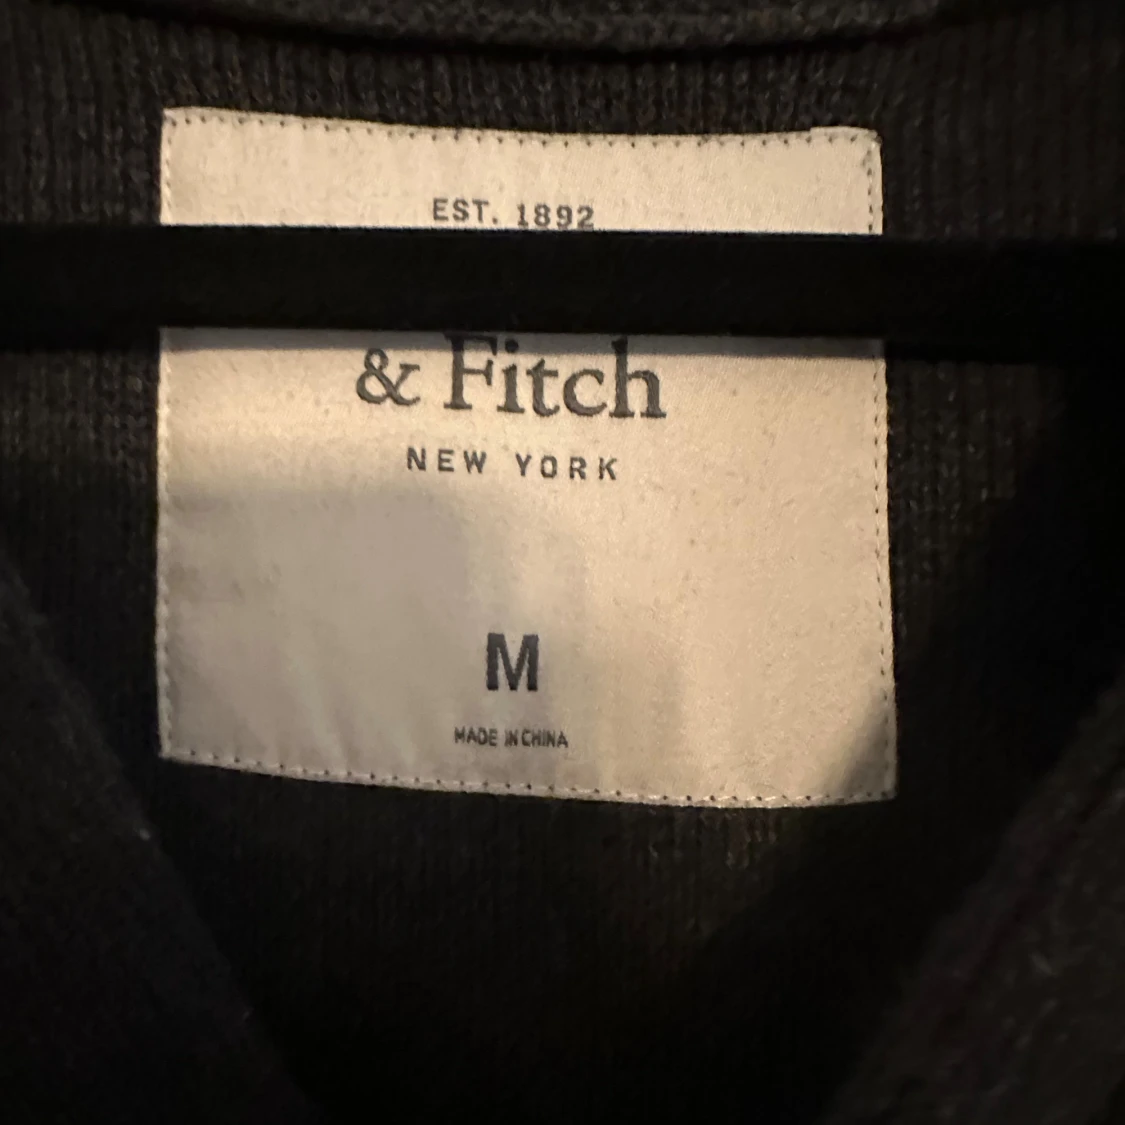 EST. 1892
& Fitch
NEW YORK
M
MADE IN CHINA